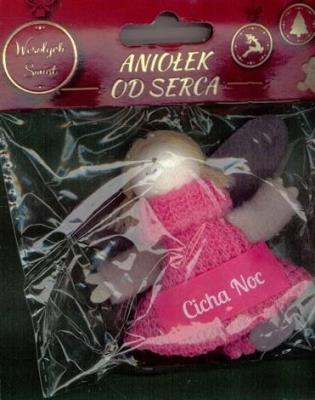 Wesołych
Świąt
ANIOŁEK
OD SERCA
Cicha Noc